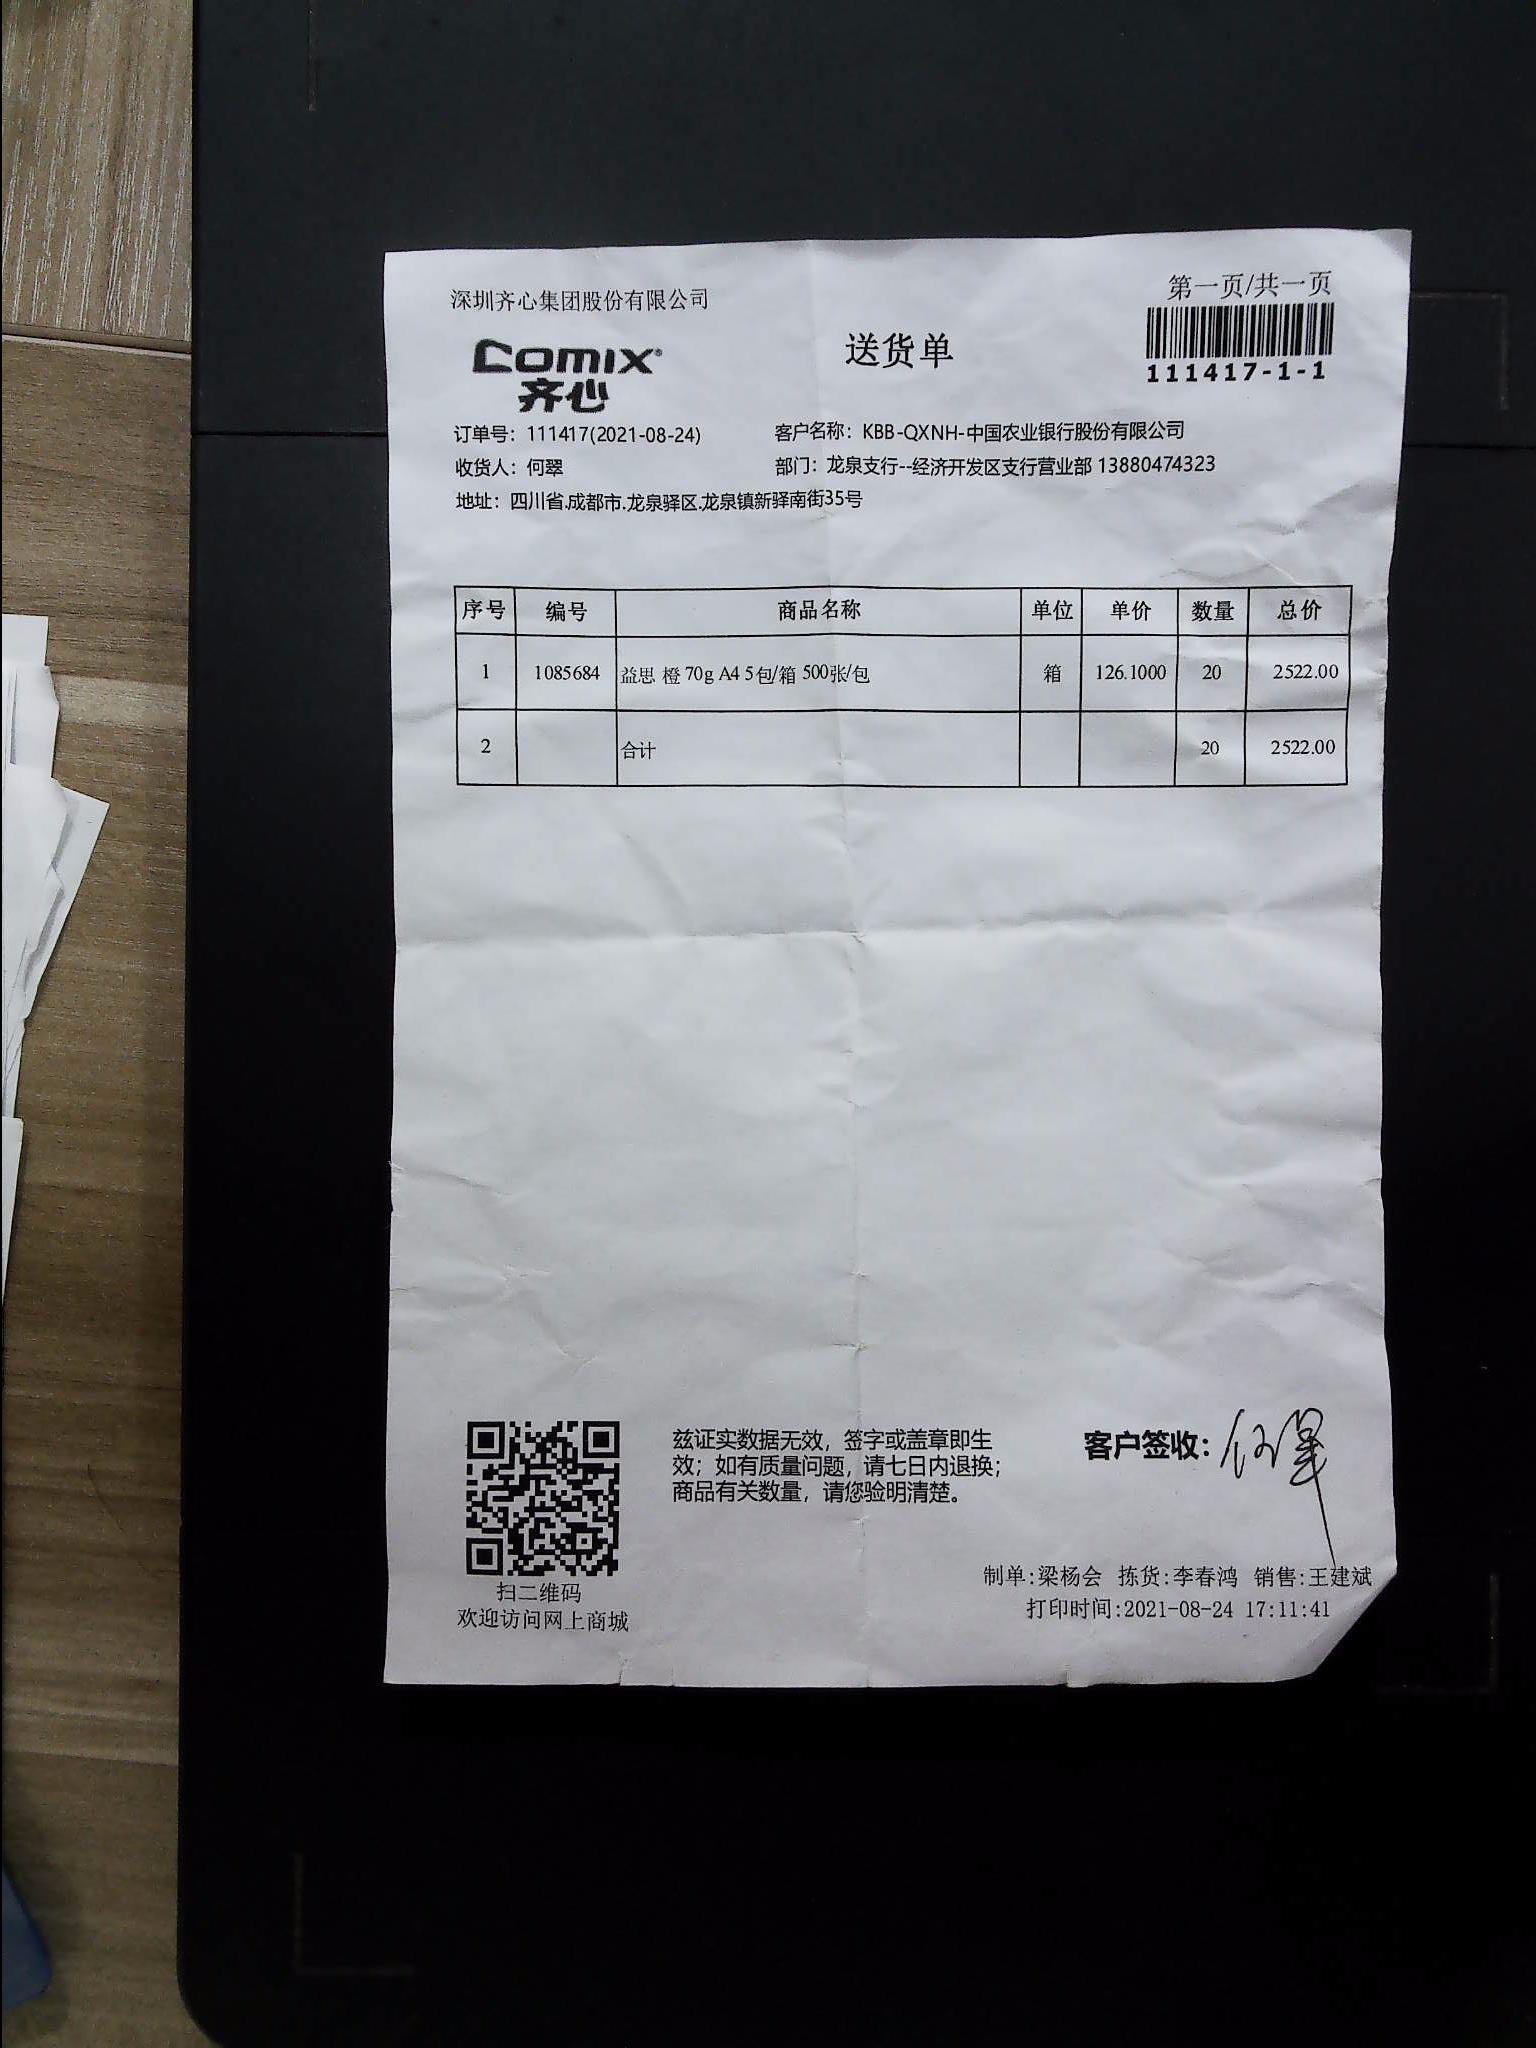 深圳齐心集团股份有限公司
第一页/共一页
COMIX®
齐心
送货单
111417-1-1
订单号：111417(2021-08-24)
客户名称：KBB-QXNH-中国农业银行股份有限公司
收货人：何翠
部门：龙泉支行--经济开发区支行营业部 13880474323
地址：四川省.成都市.龙泉驿区.龙泉镇新驿南街35号
序号 编号 商品名称 单位 单价 数量 总价
1 1085684 益思 橙 70g A4 5包/箱 500张/包 箱 126.1000 20 2522.00
2 合计 20 2522.00
兹证实数据无效，签字或盖章即生
效；如有质量问题，请七日内退换；
商品有关数量，请您验明清楚。
客户签收：何翠
扫二维码
欢迎访问网上商城
制单:梁杨会 拣货:李春鸿 销售:王建斌
打印时间:2021-08-24 17:11:41